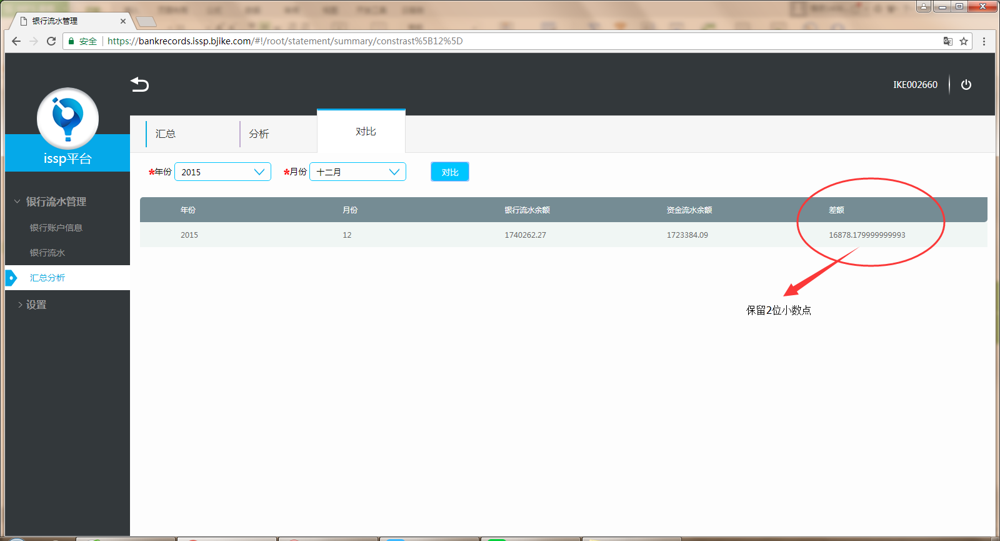 银行流水管理
安全
https://bankrecords.issp.bjike.com/#!/root/statement/summary/constrast%5B12%5D
IKE002660
issp平台
汇总
分析
对比
*年份
2015
*月份
十二月
对比
银行流水管理
银行账户信息
银行流水
汇总分析
设置
年份 月份 银行流水余额 资金流水余额 差额
2015 12 1740262.27 1723384.09 16878.179999999993
保留2位小数点